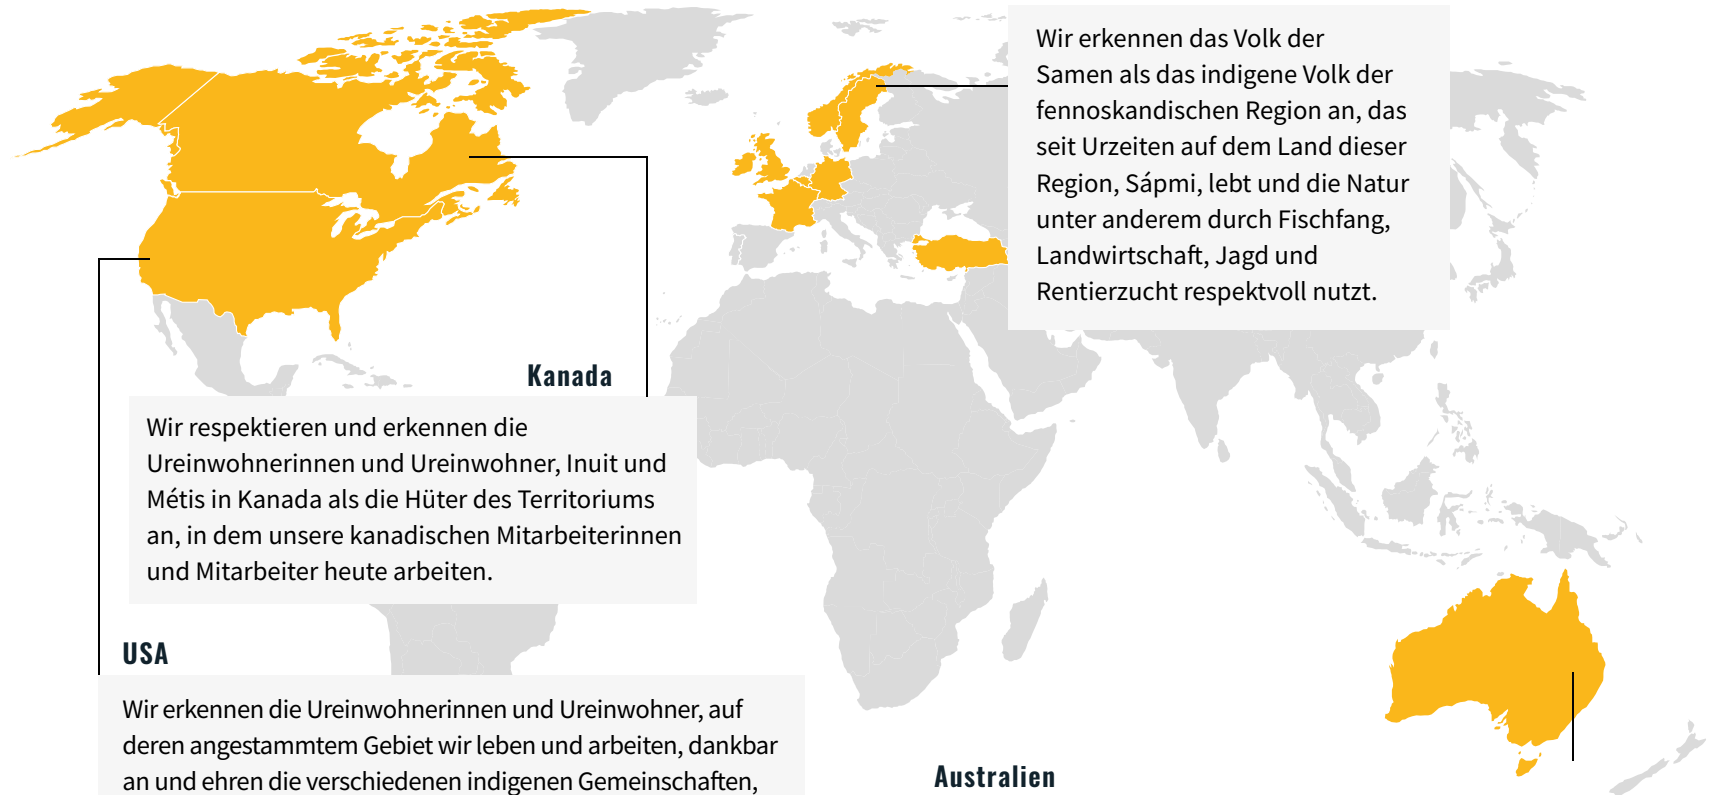 Wir erkennen das Volk der
Samen als das indigene Volk der
fennoskandischen Region an, das
seit Urzeiten auf dem Land dieser
Region, Sápmi, lebt und die Natur
unter anderem durch Fischfang,
Landwirtschaft, Jagd und
Rentierzucht respektvoll nutzt.
Kanada
Wir respektieren und erkennen die
Ureinwohnerinnen und Ureinwohner, Inuit und
Métis in Kanada als die Hüter des Territoriums
an, in dem unsere kanadischen Mitarbeiterinnen
und Mitarbeiter heute arbeiten.
USA
Wir erkennen die Ureinwohnerinnen und Ureinwohner, auf
deren angestammtem Gebiet wir leben und arbeiten, dankbar
an und ehren die verschiedenen indigenen Gemeinschaften,
Australien